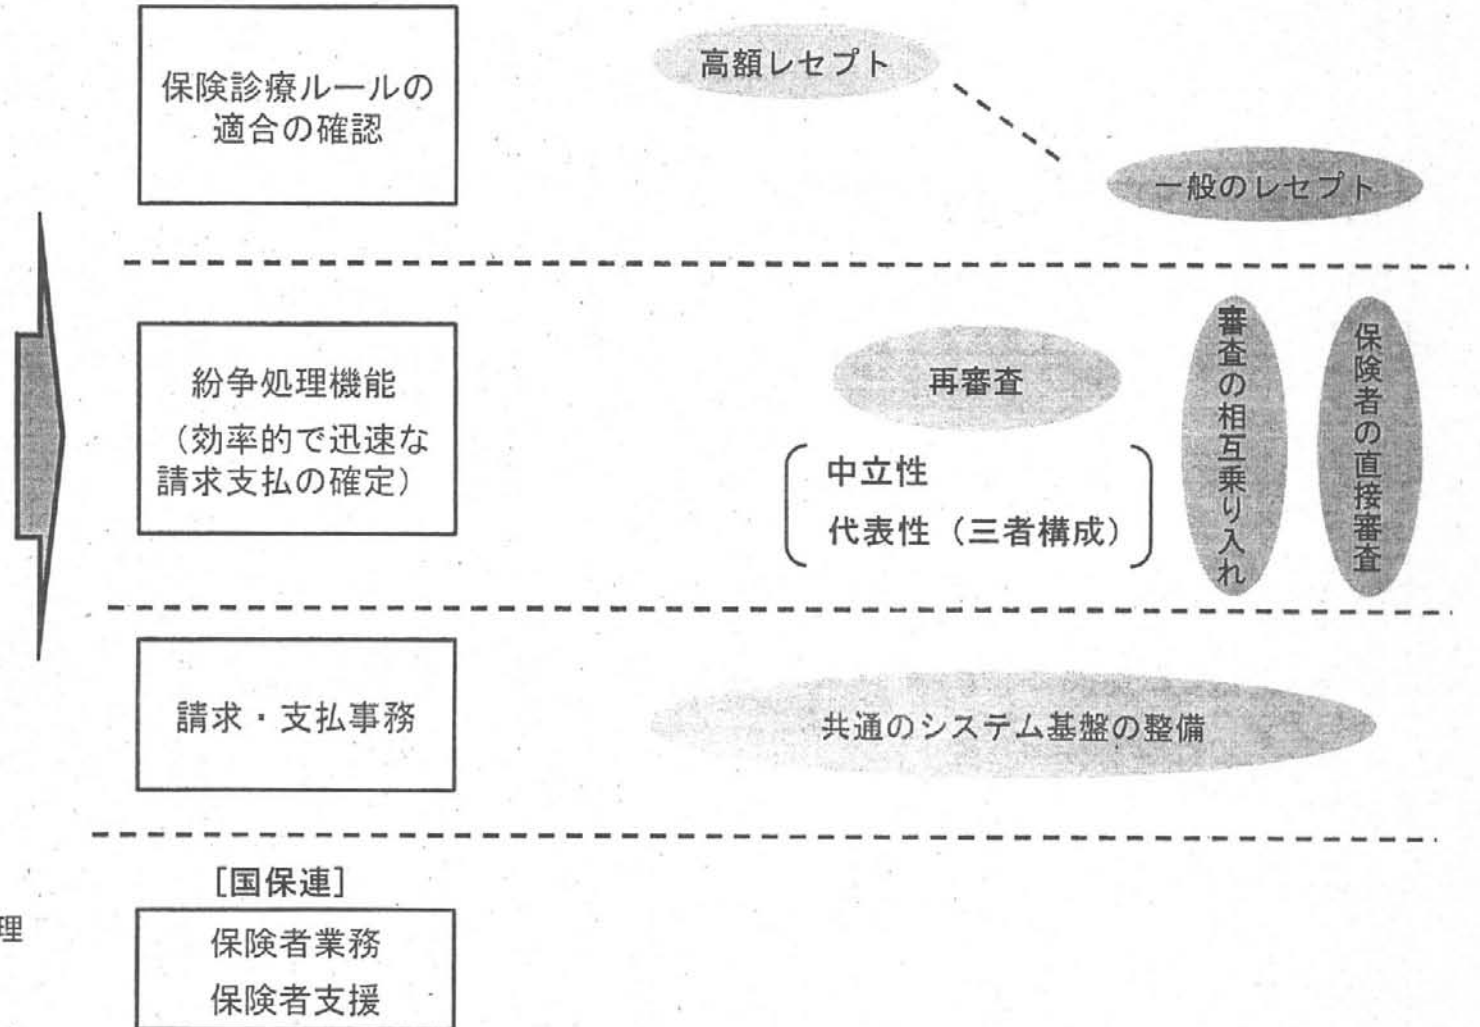 保険診療ルールの
適合の確認
高額レセプト
一般のレセプト
紛争処理機能
（効率的で迅速な
請求支払の確定）
再審査
中立性
代表性（三者構成）
審査の相互乗り入れ
保険者の直接審査
請求・支払事務
共通のシステム基盤の整備
［国保連］
理
保険者業務
保険者支援